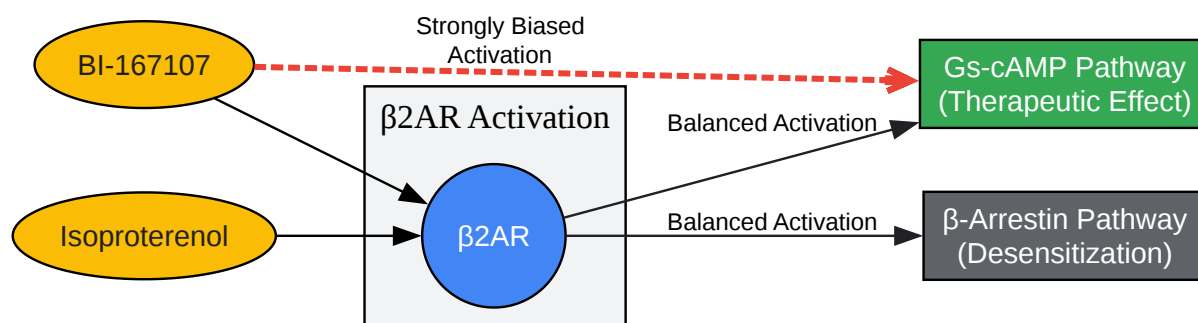 BI-167107
Strongly Biased
Activation
Gs-cAMP Pathway
(Therapeutic Effect)
β2AR Activation
Balanced Activation
Isoproterenol
β2AR
Balanced Activation
β-Arrestin Pathway
(Desensitization)